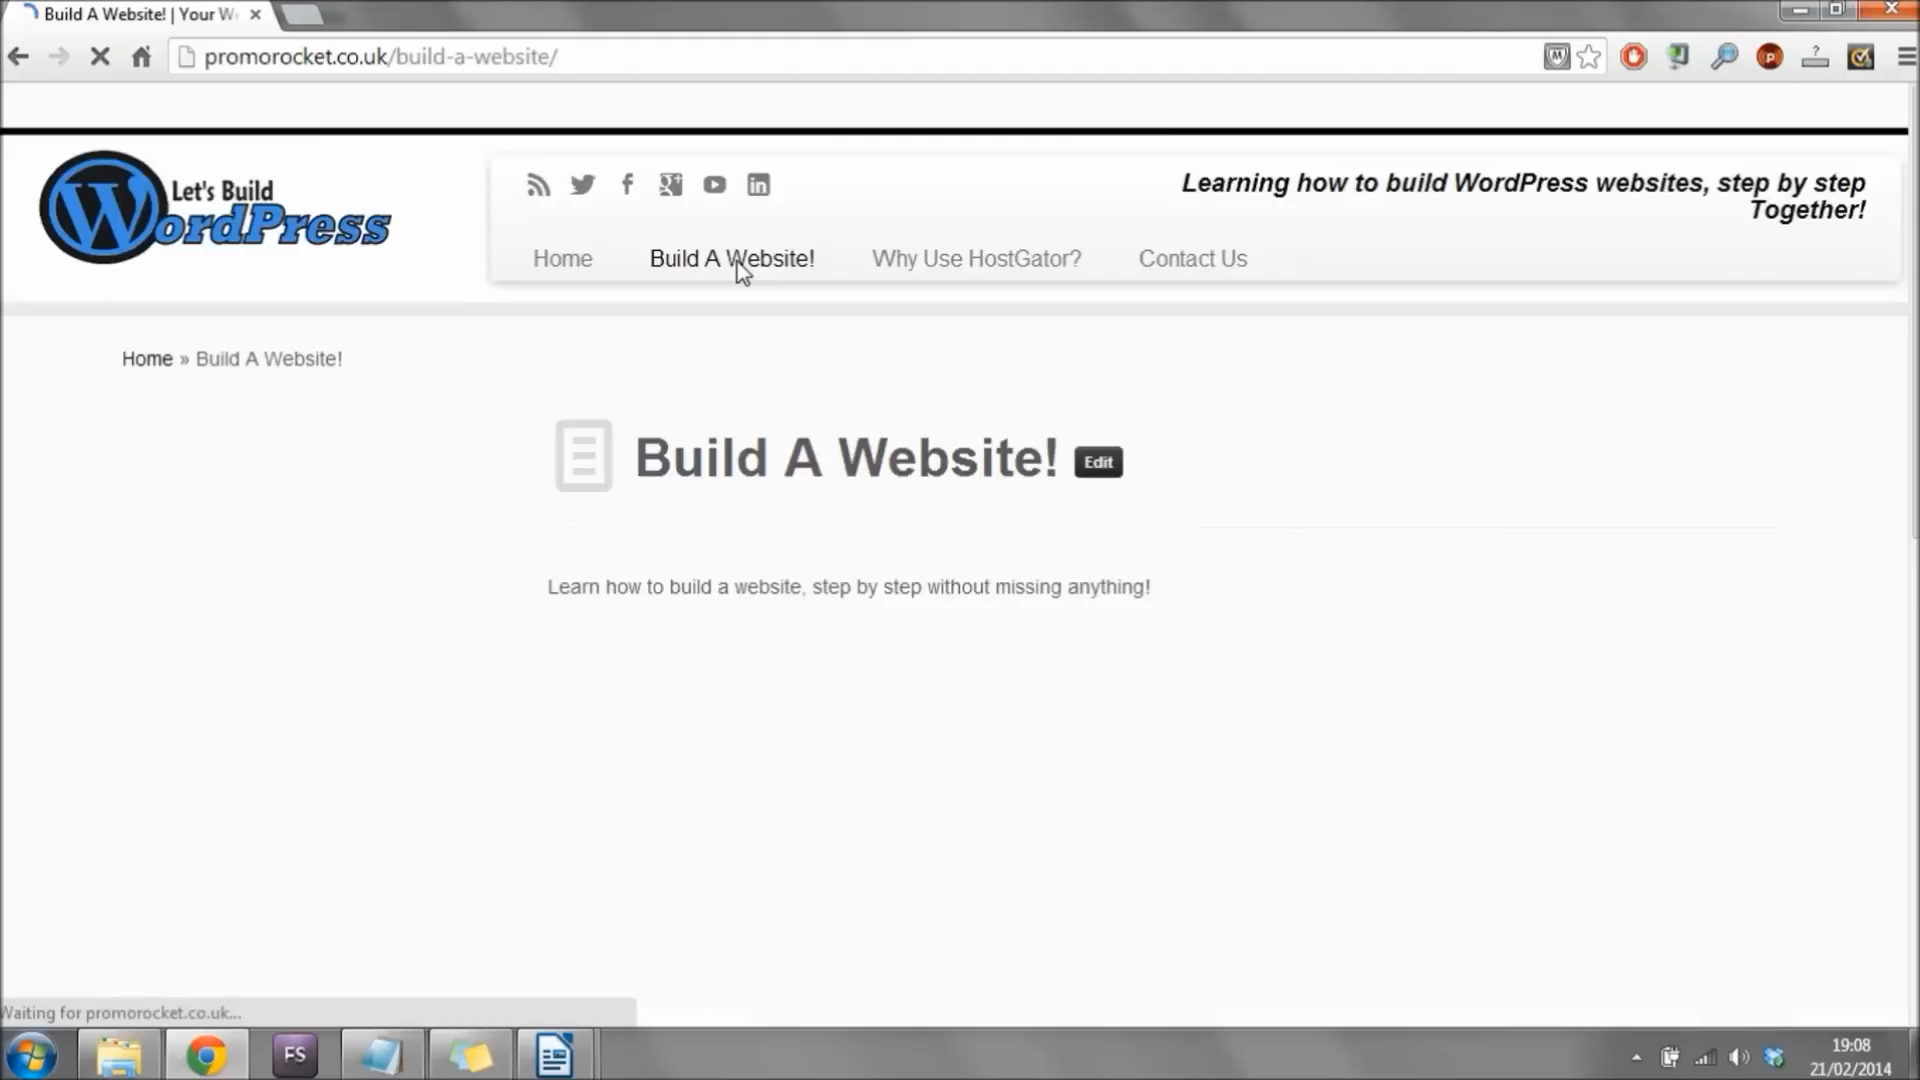 Build A Website! | Your W
promorocket.co.uk/build-a-website/
Let's Build
WordPress
Learning how to build WordPress websites, step by step
Together!
Home
Build A Website!
Why Use HostGator?
Contact Us
Home » Build A Website!
Build A Website!
Edit
Learn how to build a website, step by step without missing anything!
Waiting for promorocket.co.uk...
FS
19:08
21/02/2014